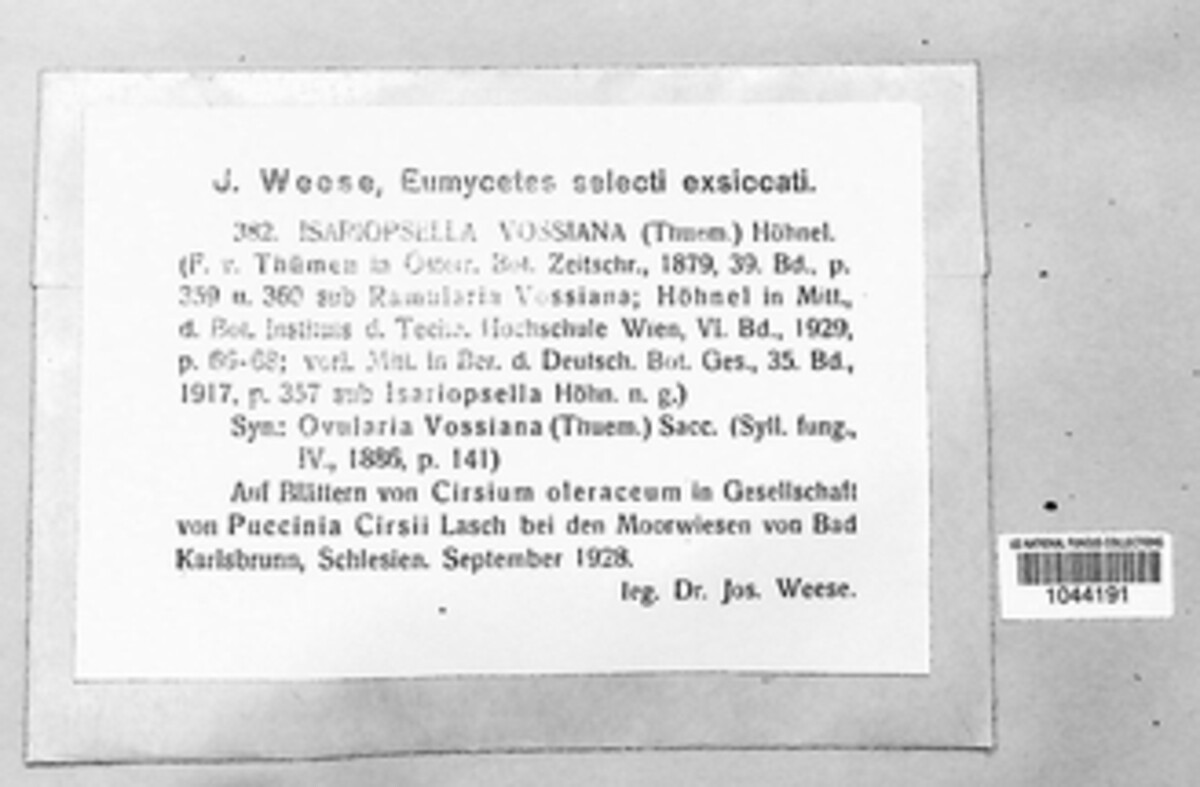 J. Weese, Eumycetes selecti exsiccati.
382. ISARIOPSELLA VOSSIANA (Thuem.) Höhnel.
(F. v. Thümen in Österr. Bot. Zeitschr., 1879, 39. Bd., p.
359 u. 360 sub Ramularia Vossiana; Höhnel in Mitt.,
d. Bot. Instituts d. Techn. Hochschule Wien, VI. Bd., 1929,
p. 66-68; vorl. Mitt. in Ber. d. Deutsch. Bot. Ges., 35. Bd.,
1917, p. 357 sub Isariopsella Höhn. n. g.)
Syn.: Ovularia Vossiana (Thuem.) Sacc. (Syll. fung.,
IV., 1886, p. 141)
Auf Blättern von Cirsium oleraceum in Gesellschaft
von Puccinia Cirsii Lasch bei den Moorwiesen von Bad
Karlsbrunn, Schlesien. September 1928.
leg. Dr. Jos. Weese.
US NATIONAL FUNGUS COLLECTIONS
1044191